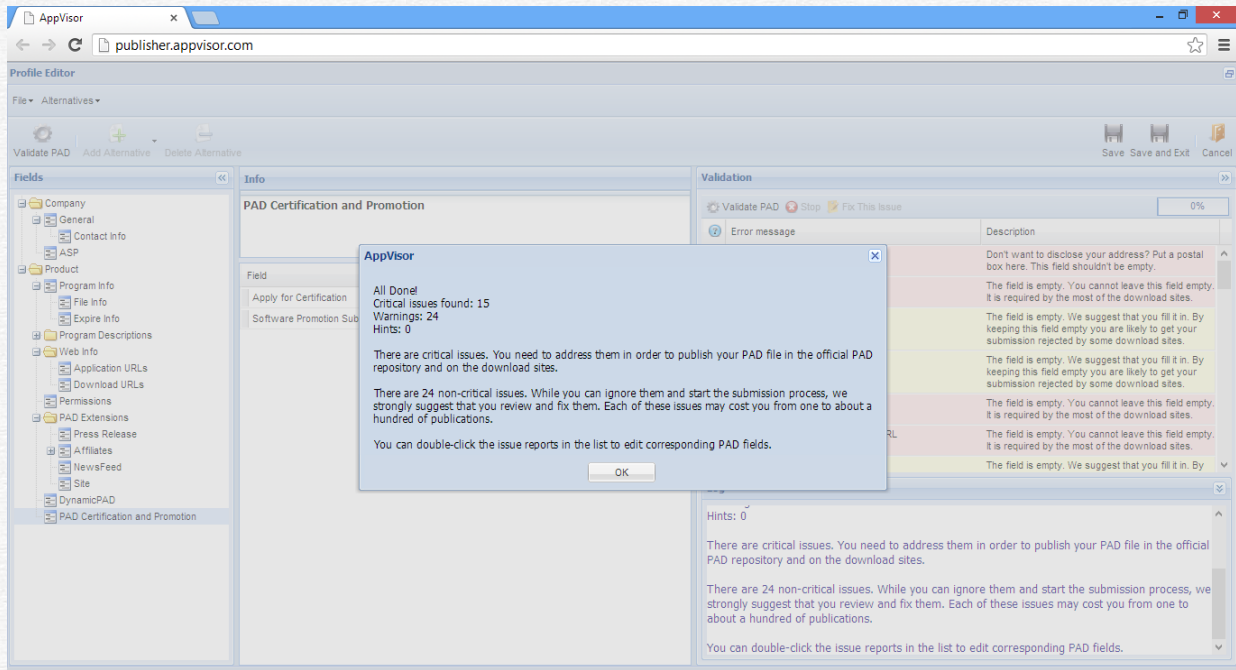 AppVisor
publisher.appvisor.com
Profile Editor
File Alternatives
Validate PAD Add Alternative Delete Alternative
Save Save and Exit Cancel
Fields
Company
General
Contact Info
ASP
Product
Program Info
File Info
Expire Info
Program Descriptions
Web Info
Application URLs
Download URLs
Permissions
PAD Extensions
Press Release
Affiliates
NewsFeed
Site
DynamicPAD
PAD Certification and Promotion
Info
PAD Certification and Promotion
Field
Apply for Certification
Software Promotion Sub
AppVisor
All Done!
Critical issues found: 15
Warnings: 24
Hints: 0
There are critical issues. You need to address them in order to publish your PAD file in the official PAD
repository and on the download sites.
There are 24 non-critical issues. While you can ignore them and start the submission process, we
strongly suggest that you review and fix them. Each of these issues may cost you from one to about a
hundred of publications.
You can double-click the issue reports in the list to edit corresponding PAD fields.
OK
Validation
Validate PAD Stop Fix This Issue
0%
Error message Description
Don't want to disclose your address? Put a postal
box here. This field shouldn't be empty.
The field is empty. You cannot leave this field empty.
It is required by the most of the download sites.
The field is empty. We suggest that you fill it in. By
keeping this field empty you are likely to get your
submission rejected by some download sites.
The field is empty. We suggest that you fill it in. By
keeping this field empty you are likely to get your
submission rejected by some download sites.
The field is empty. You cannot leave this field empty.
It is required by the most of the download sites.
RL
The field is empty. You cannot leave this field empty.
It is required by the most of the download sites.
The field is empty. We suggest that you fill it in. By
Hints: 0
There are critical issues. You need to address them in order to publish your PAD file in the official
PAD repository and on the download sites.
There are 24 non-critical issues. While you can ignore them and start the submission process, we
strongly suggest that you review and fix them. Each of these issues may cost you from one to
about a hundred of publications.
You can double-click the issue reports in the list to edit corresponding PAD fields.